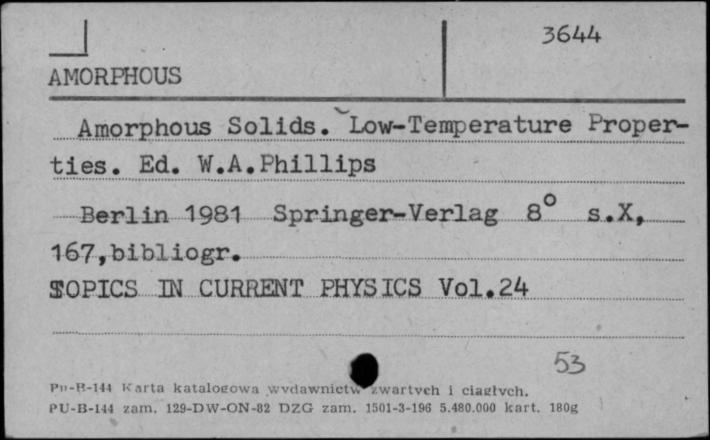 3644
AMORPHOUS
Amorphous Solids. Low-Temperature Proper-
ties. Ed. W.A.Phillips
Berlin 1981 Springer-Verlag 8° s.X,
167,bibliogr.
TOPICS IN CURRENT PHYSICS Vol.24
53
Pu-B-144 Karta katalogowa wydawnictw zwartych i ciągłych.
PU-B-144 zam. 129-DW-ON-82 DZG zam. 1501-3-196 5.480.000 kart. 180g